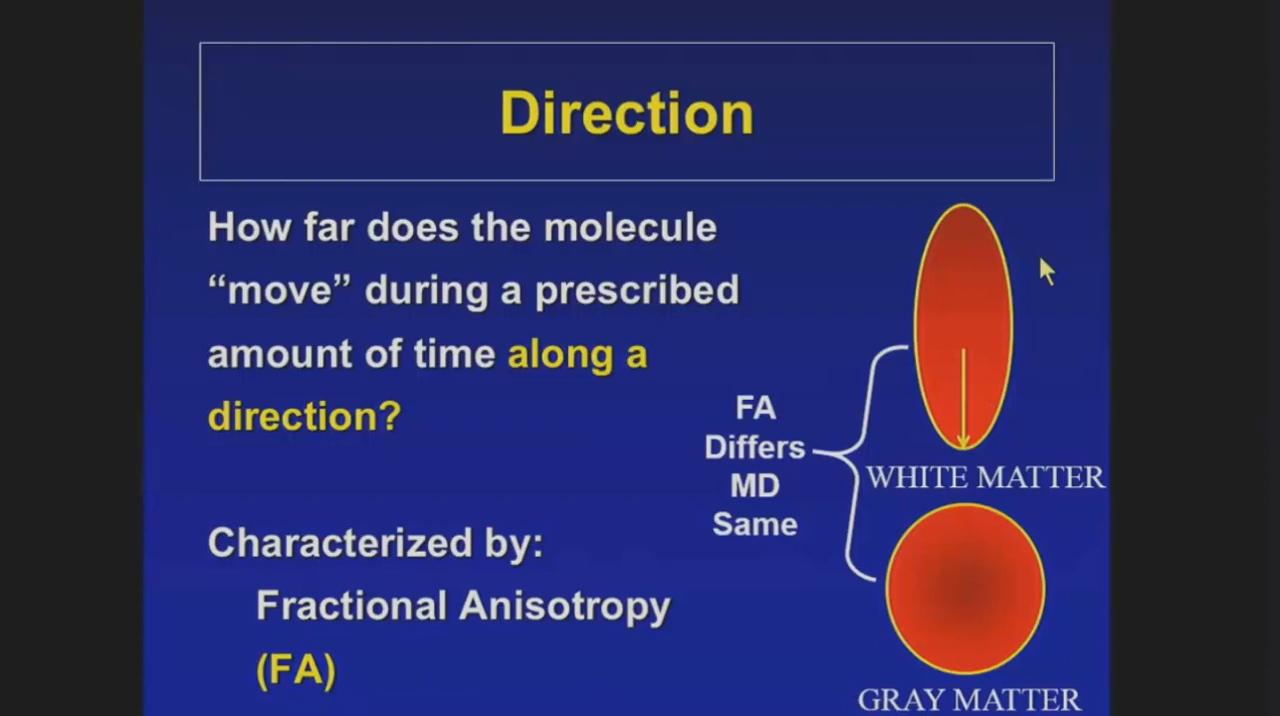 Direction
How far does the molecule
“move” during a prescribed
amount of time along a
direction?
Characterized by:
Fractional Anisotropy
(FA)
FA
Differs
MD
Same
WHITE MATTER
GRAY MATTER